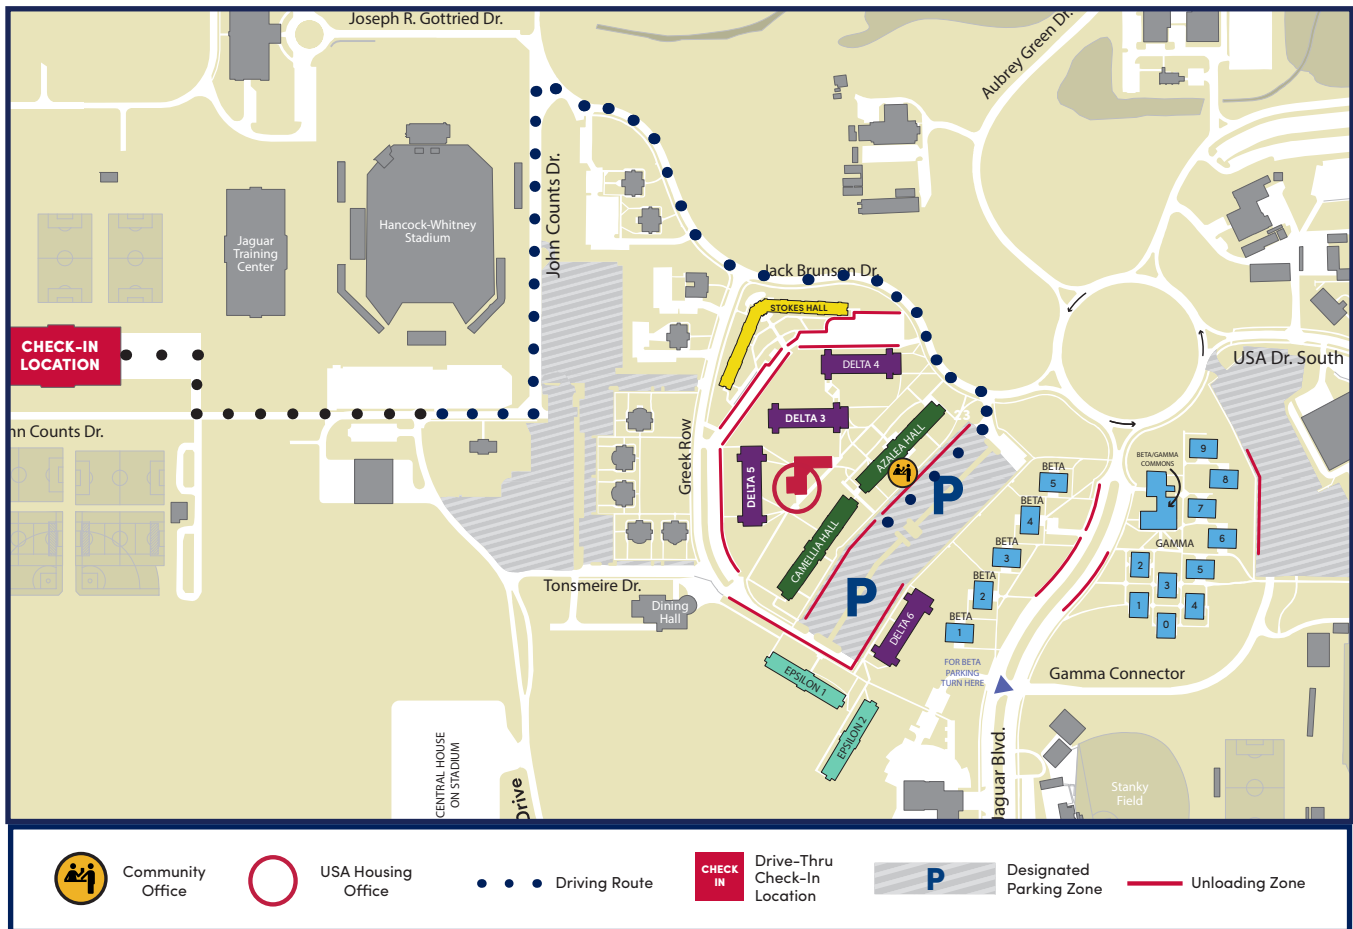 Joseph R. Gottried Dr.
Aubrey Green Dr.
John Counts Dr.
Hancock-Whitney
Stadium
Jaguar
Training
Center
Jack Brunson Dr.
STOKES HALL
CHECK-IN
LOCATION
USA Dr. South
DELTA 4
DELTA 3
23
AZALEA HALL
nn Counts Dr.
Greek Row
DELTA 5
P
BETA
5
BETA
4
BETA
3
BETA
2
BETA
1
BETA/GAMMA
COMMONS
9
8
7
6
GAMMA
2
5
3
1
4
0
CAMELLIA HALL
P
Tonsmeire Dr.
Dining
Hall
DELTA 6
FOR BETA
PARKING
TURN HERE
Gamma Connector
EPSILON 1
EPSILON 2
CENTRAL HOUSE
ON STADIUM
Drive
Jaguar Blvd.
Stanky
Field
Community
Office
USA Housing
Office
Driving Route
CHECK
IN
Drive-Thru
Check-In
Location
P
Designated
Parking Zone
Unloading Zone